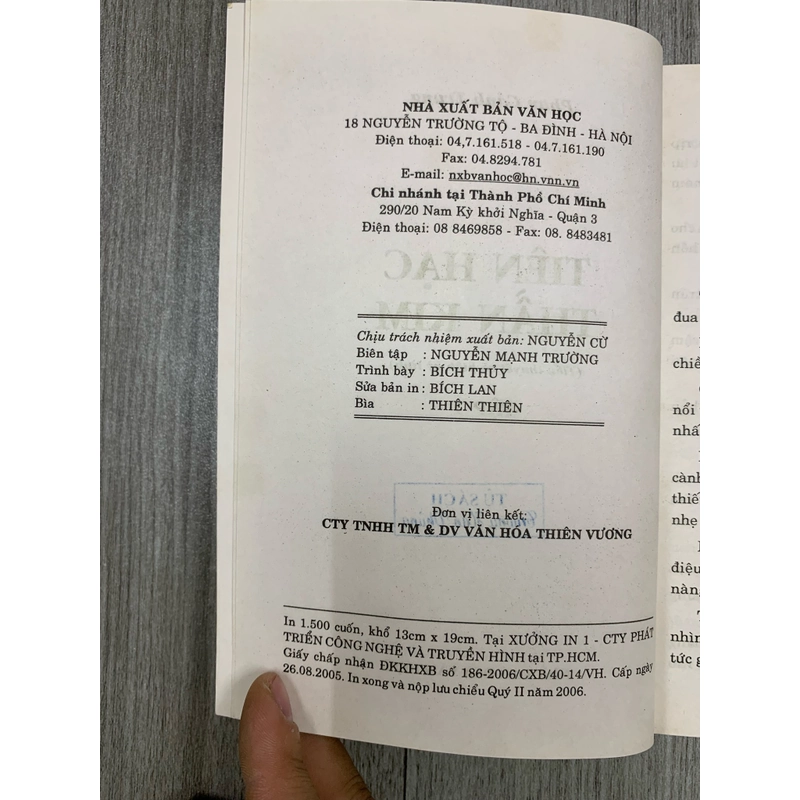 NHÀ XUẤT BẢN VĂN HỌC
18 NGUYỄN TRƯỜNG TỘ - BA ĐÌNH - HÀ NỘI
Điện thoại: 04,7.161.518 - 04.7.161.190
Fax: 04.8294.781
E-mail: nxbvanhoc@hn.vnn.vn
Chi nhánh tại Thành Phố Chí Minh
290/20 Nam Kỳ khởi Nghĩa - Quận 3
Điện thoại: 08 8469858 - Fax: 08. 8483481
TIÊN HẠC
THẦN KIM
Chịu trách nhiệm xuất bản: NGUYỄN CỪ
Biên tập : NGUYỄN MẠNH TRƯỜNG
Trình bày : BÍCH THỦY
Sửa bản in : BÍCH LAN
Bìa : THIÊN THIÊN
TỦ SÁCH
Đơn vị liên kết:
CTY TNHH TM & DV VĂN HÓA THIÊN VƯƠNG
In 1.500 cuốn, khổ 13cm x 19cm. Tại XƯỞNG IN 1 - CTY PHÁT
TRIỂN CÔNG NGHỆ VÀ TRUYỀN HÌNH tại TP.HCM.
Giấy chấp nhận ĐKKHXB số 186-2006/CXB/40-14/VH. Cấp ngày
26.08.2005. In xong và nộp lưu chiểu Quý II năm 2006.
đua
chiế
nổi
nhấ
cành
thiế
nhẹ
điệu
nàng
nhìn
tức g